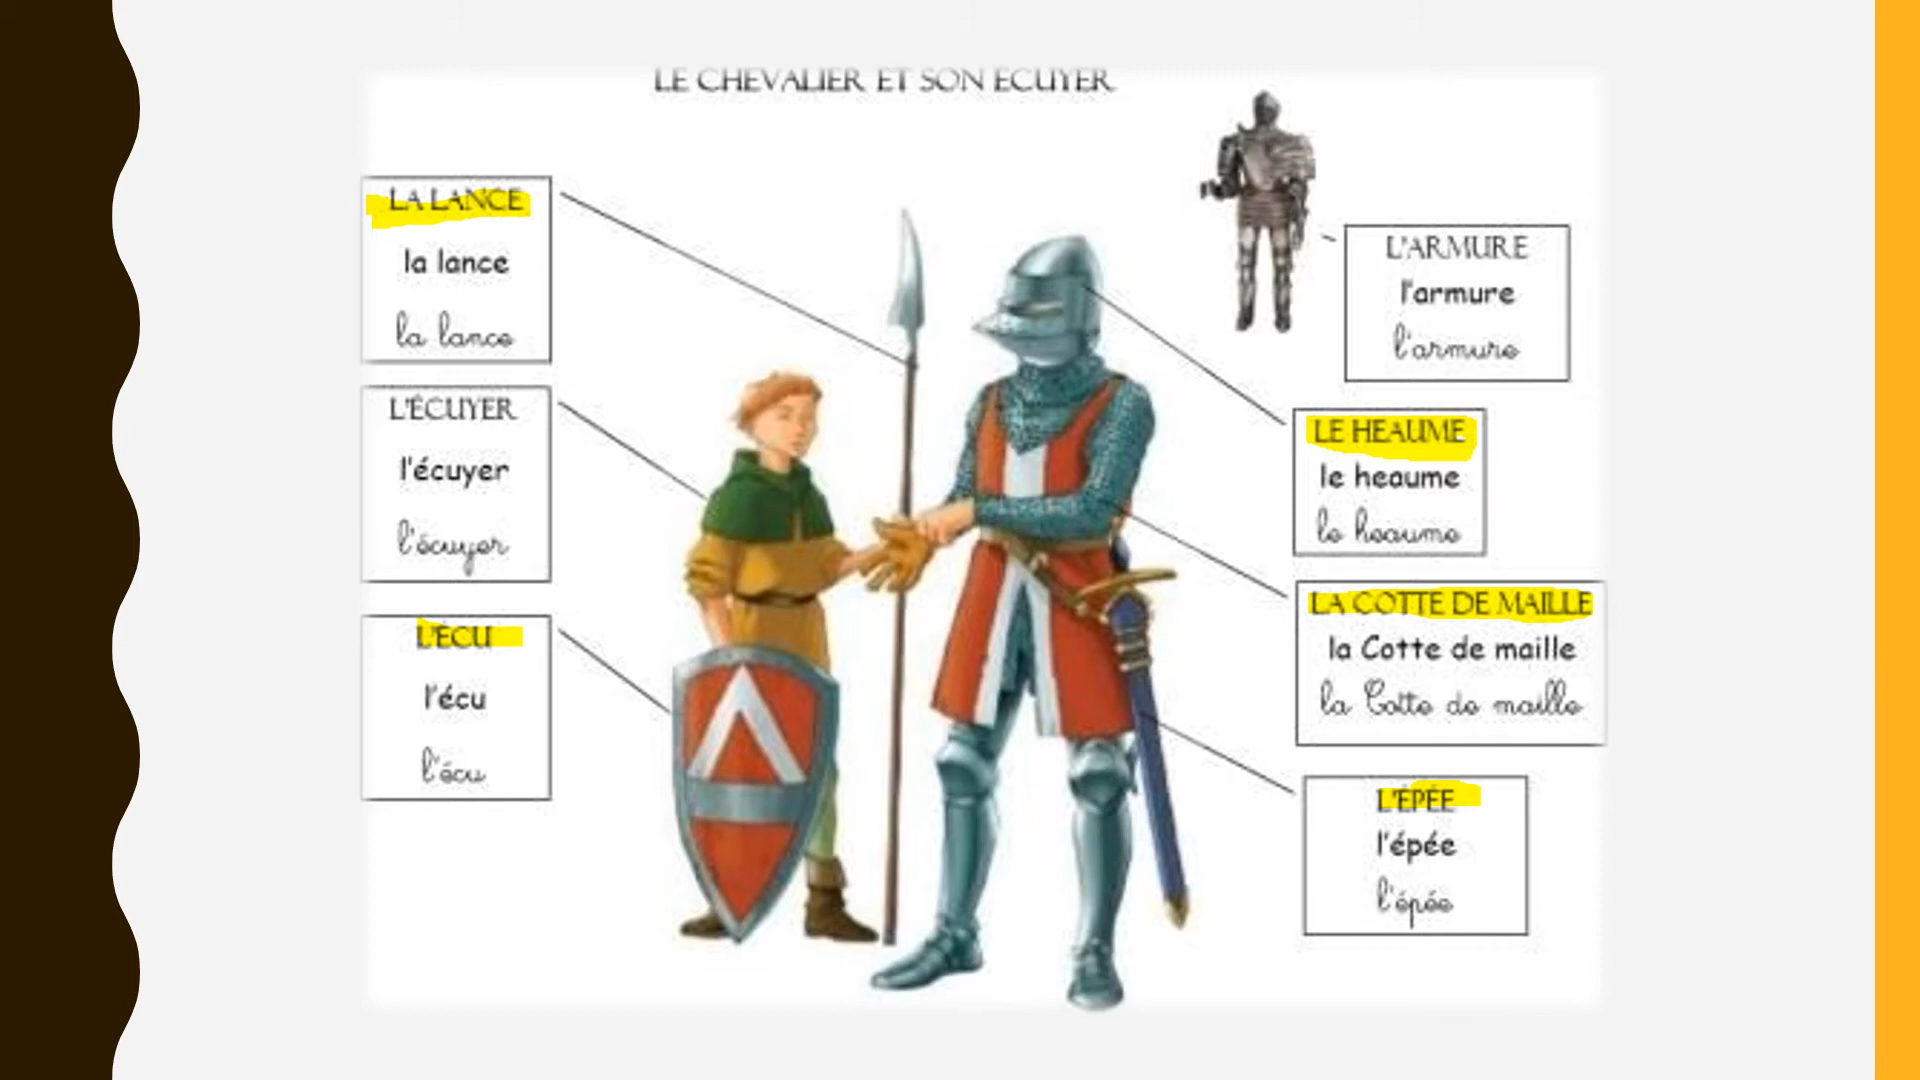 LE CHEVALIER ET SON ECUYER
LA LANCE
la lance
la lance
L'ÉCUYER
l'écuyer
l'écuyer
L'ÉCU
l'écu
l'écu
L'ARMURE
l'armure
l'armure
LE HEAUME
le heaume
le heaume
LA COTTE DE MAILLE
la Cotte de maille
la Cotte de maille
L'ÉPÉE
l'épée
l'épée